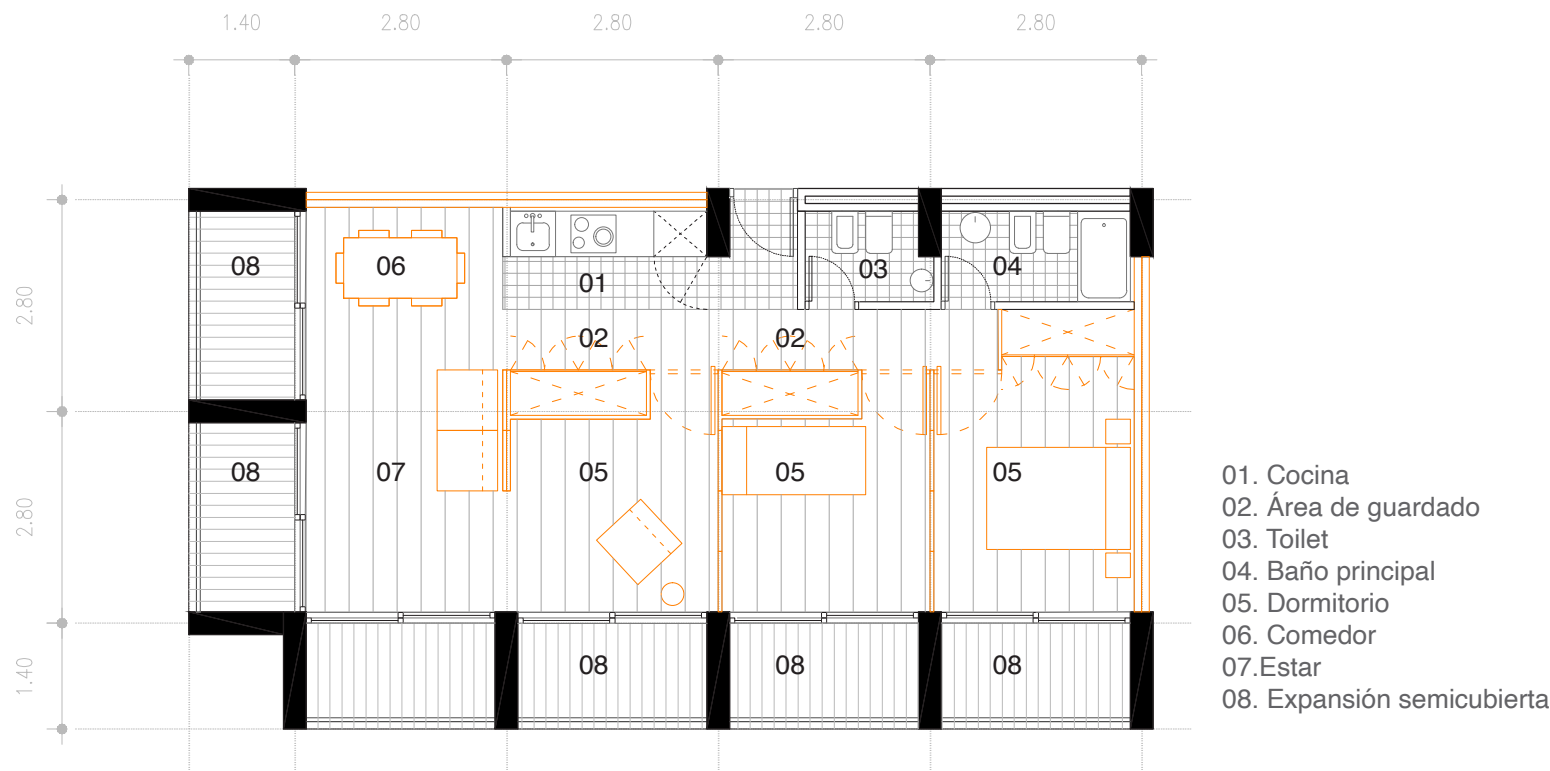 1.40 2.80 2.80 2.80 2.80
08 06 03 04
01
2.80
02 02
08 07 05 05 05
2.80
08 08 08
1.40
01. Cocina
02. Área de guardado
03. Toilet
04. Baño principal
05. Dormitorio
06. Comedor
07.Estar
08. Expansión semicubierta